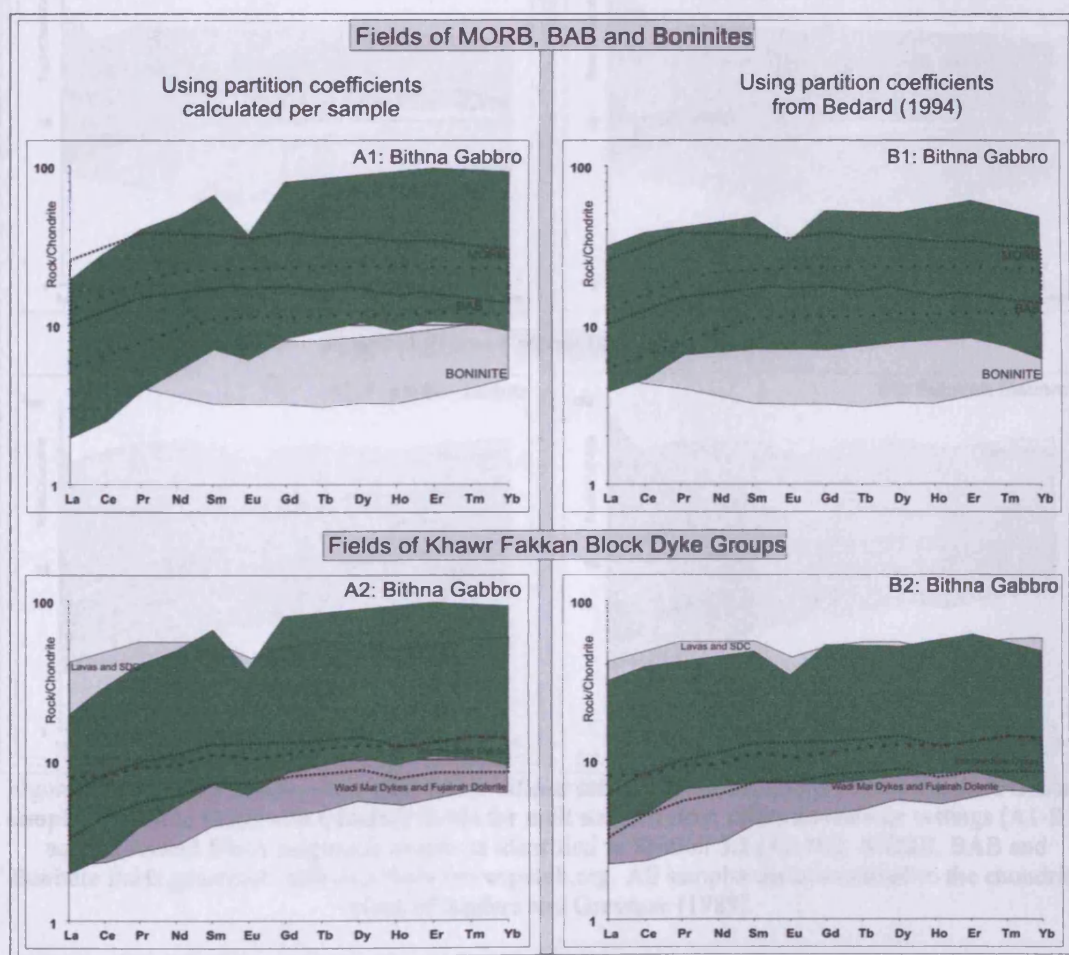 Fields of MORB, BAB and Boninites
Using partition coefficients
calculated per sample
Using partition coefficients
from Bedard (1994)
A1: Bithna Gabbro
100
10
1
Rock/Chondrite
MORB
BAB
BONINITE
La Ce Pr Nd Sm Eu Gd Tb Dy Ho Er Tm Yb
B1: Bithna Gabbro
100
10
1
Rock/Chondrite
MORB
BAB
BONINITE
La Ce Pr Nd Sm Eu Gd Tb Dy Ho Er Tm Yb
Fields of Khawr Fakkan Block Dyke Groups
A2: Bithna Gabbro
100
10
1
Rock/Chondrite
Lavas and SDC
Wadi Mai Dykes and Fujairah Dolerite
La Ce Pr Nd Sm Eu Gd Tb Dy Ho Er Tm Yb
B2: Bithna Gabbro
100
10
1
Rock/Chondrite
Lavas and SDC
Wadi Mai Dykes and Fujairah Dolerite
La Ce Pr Nd Sm Eu Gd Tb Dy Ho Er Tm Yb